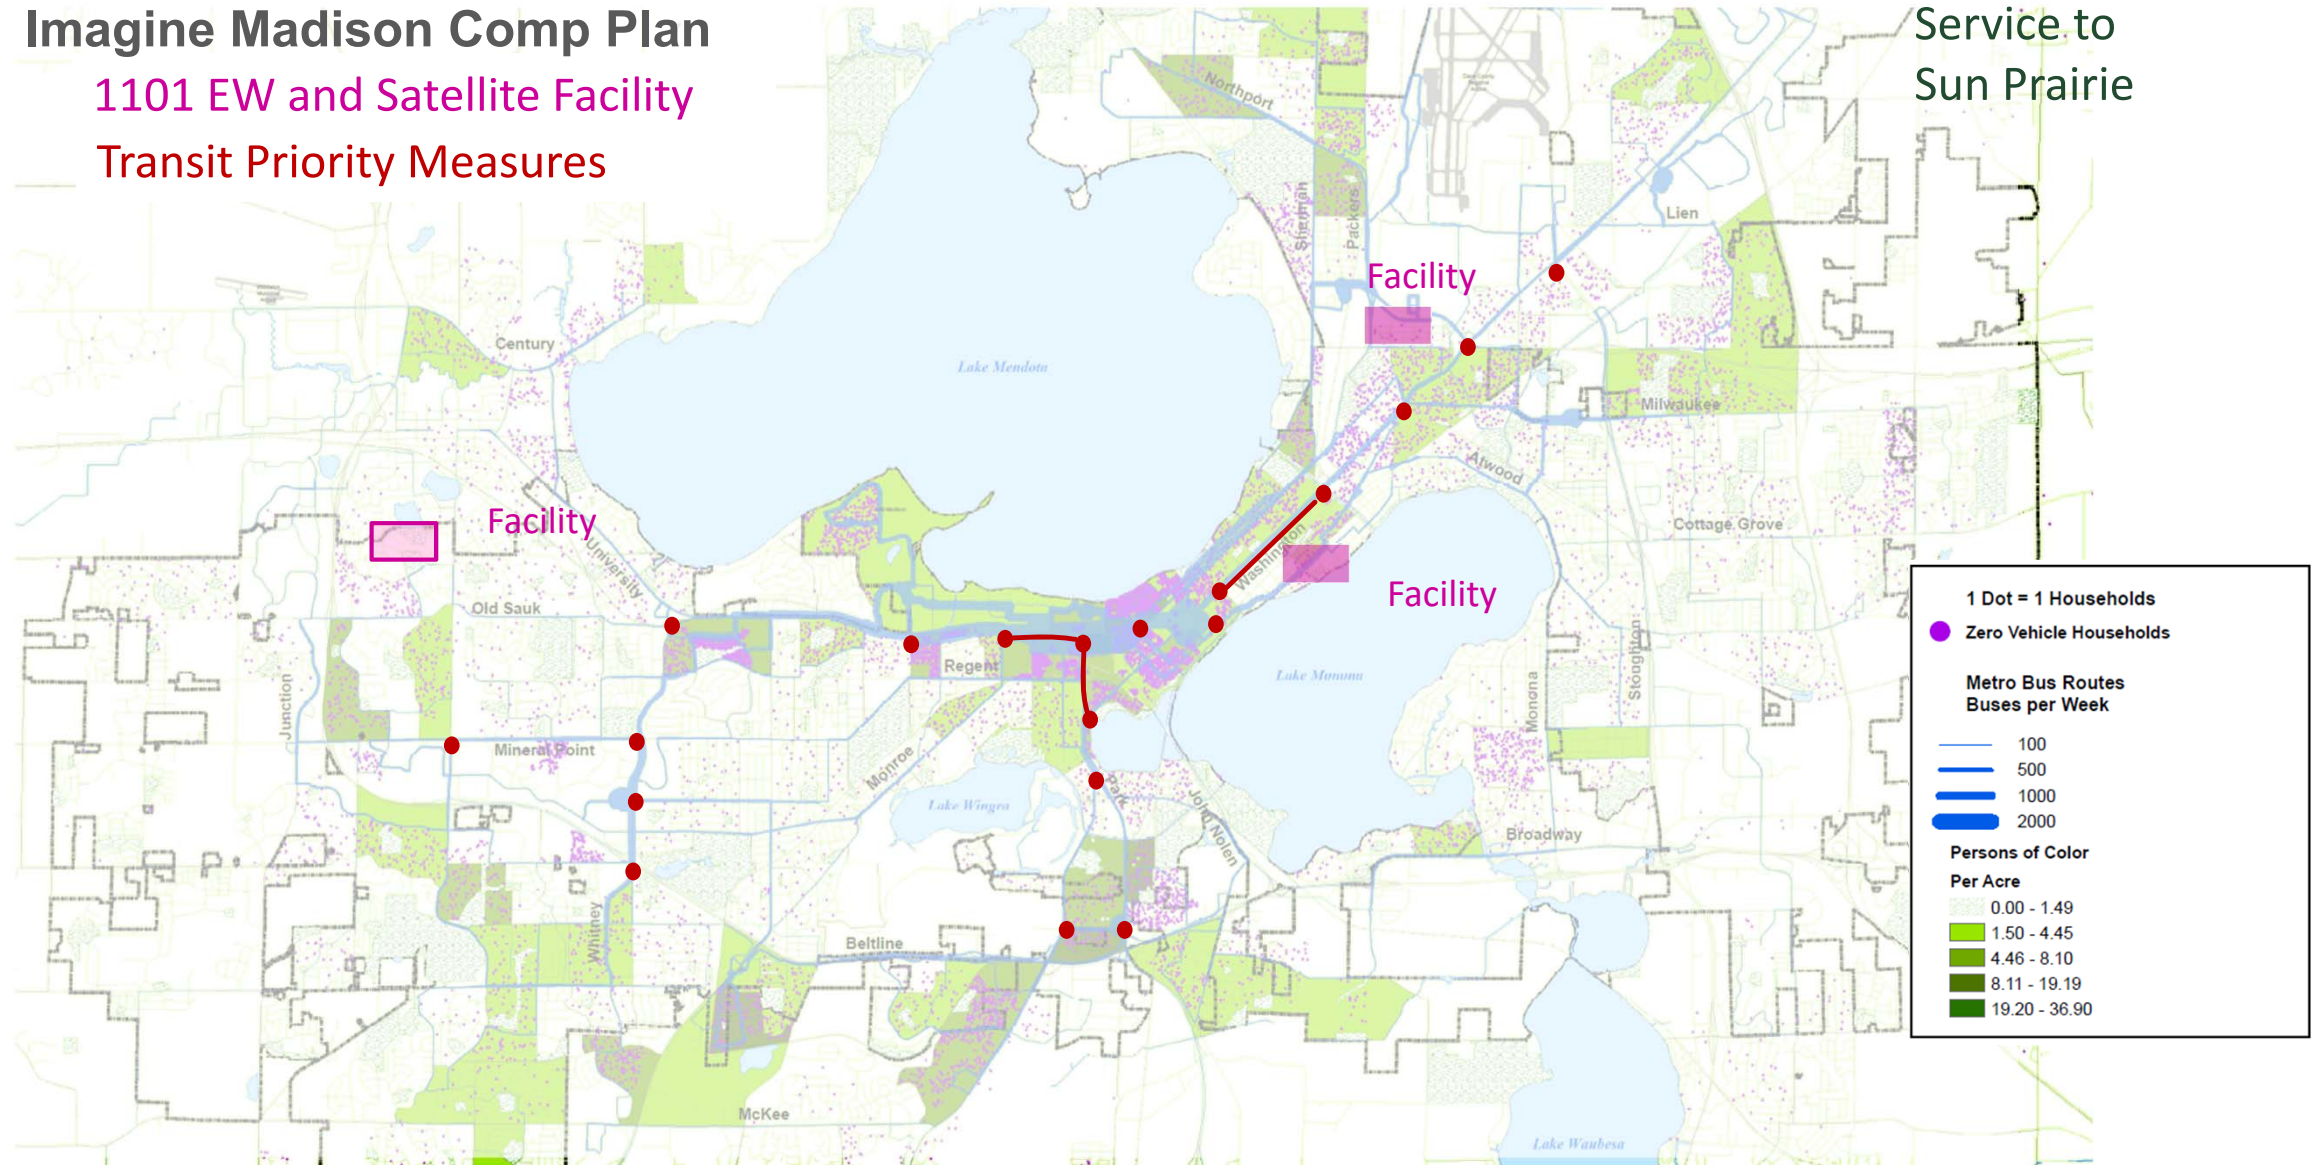 Imagine Madison Comp Plan
1101 EW and Satellite Facility
Transit Priority Measures
Service to
Sun Prairie
Northport
Sherman
Packers
Lien
Facility
Century
Lake Mendota
Milwaukee
Atwood
Facility
University
Cottage Grove
Washington
Facility
Old Sauk
Regent
Lake Monona
Junction
Mineral Point
Monroe
Lake Wingra
Park
John Nolen
Monona
Stoughton
Broadway
Whitney
Beltline
McKee
Lake Waubesa
1 Dot = 1 Households
Zero Vehicle Households
Metro Bus Routes
Buses per Week
100
500
1000
2000
Persons of Color
Per Acre
0.00 - 1.49
1.50 - 4.45
4.46 - 8.10
8.11 - 19.19
19.20 - 36.90